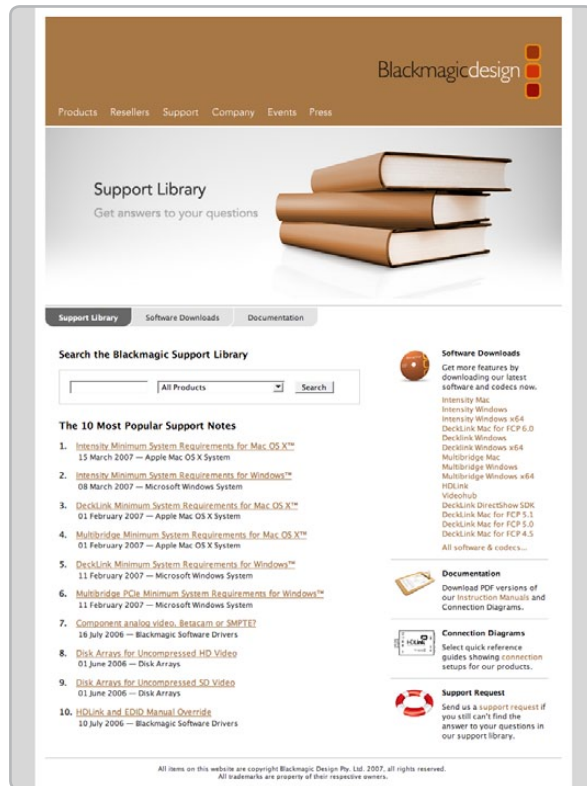 Blackmagicdesign
Products Resellers Support Company Events Press
Support Library
Get answers to your questions
Support Library Software Downloads Documentation
Search the Blackmagic Support Library
All Products Search
The 10 Most Popular Support Notes
1. Intensity Minimum System Requirements for Mac OS X™
15 March 2007 — Apple Mac OS X System
2. Intensity Minimum System Requirements for Windows™
08 March 2007 — Microsoft Windows System
3. DeckLink Minimum System Requirements for Mac OS X™
01 February 2007 — Apple Mac OS X System
4. Multibridge Minimum System Requirements for Mac OS X™
01 February 2007 — Apple Mac OS X System
5. DeckLink Minimum System Requirements for Windows™
11 February 2007 — Microsoft Windows System
6. Multibridge PCIe Minimum System Requirements for Windows™
11 February 2007 — Microsoft Windows System
7. Component analog video. Betacam or SMPTE?
16 July 2006 — Blackmagic Software Drivers
8. Disk Arrays for Uncompressed HD Video
01 June 2006 — Disk Arrays
9. Disk Arrays for Uncompressed SD Video
01 June 2006 — Disk Arrays
10. HDLink and EDID Manual Override
10 July 2006 — Blackmagic Software Drivers
Software Downloads
Get more features by
downloading our latest
software and codecs now.
Intensity Mac
Intensity Windows
Intensity Windows x64
DeckLink Mac for FCP 6.0
DeckLink Windows
DeckLink Windows x64
Multibridge Mac
Multibridge Windows
Multibridge Windows x64
HDLink
Videohub
DeckLink DirectShow SDK
DeckLink Mac for FCP 5.1
DeckLink Mac for FCP 5.0
DeckLink Mac for FCP 4.5
All software & codecs...
Documentation
Download PDF versions of
our Instruction Manuals and
Connection Diagrams.
HDLink
Connection Diagrams
Select quick reference
guides showing connection
setups for our products.
Support Request
Send us a support request if
you still can't find the
answer to your questions in
our support library.
All items on this website are copyright Blackmagic Design Pty. Ltd. 2007, all rights reserved.
All trademarks are property of their respective owners.